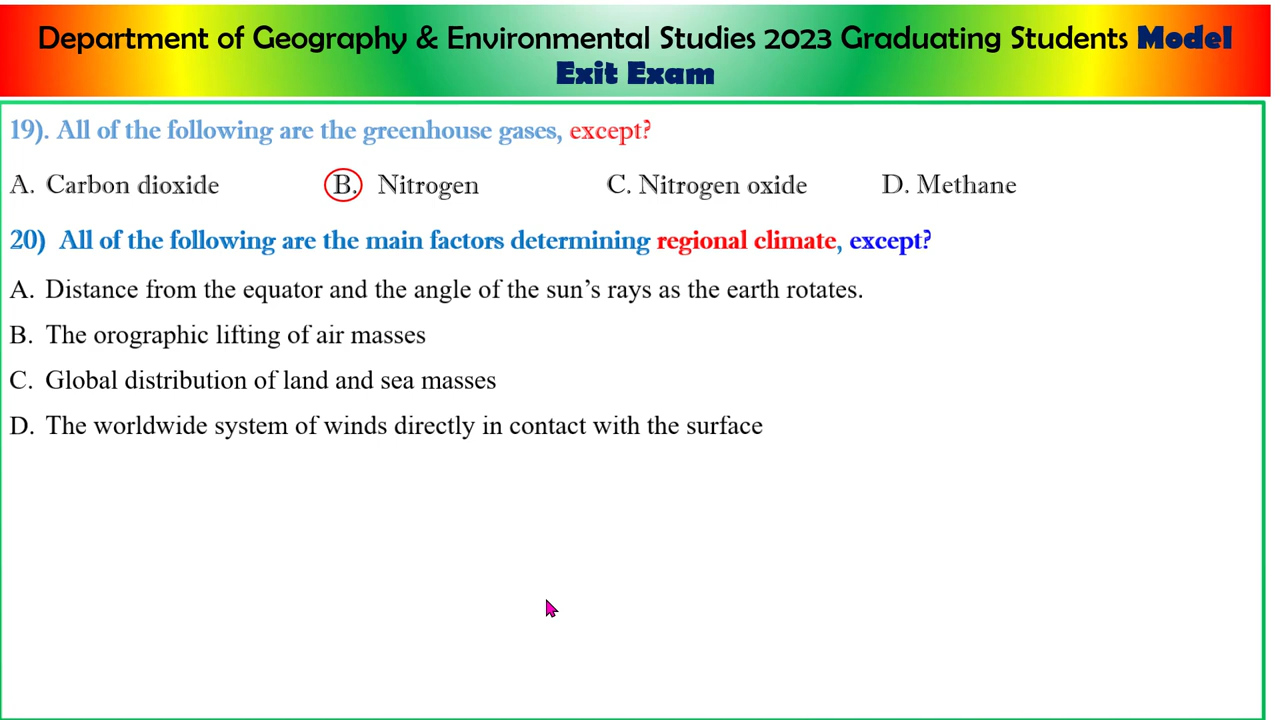 Department of Geography & Environmental Studies 2023 Graduating Students Model
Exit Exam
19). All of the following are the greenhouse gases, except?
A. Carbon dioxide B. Nitrogen C. Nitrogen oxide D. Methane
20) All of the following are the main factors determining regional climate, except?
A. Distance from the equator and the angle of the sun’s rays as the earth rotates.
B. The orographic lifting of air masses
C. Global distribution of land and sea masses
D. The worldwide system of winds directly in contact with the surface